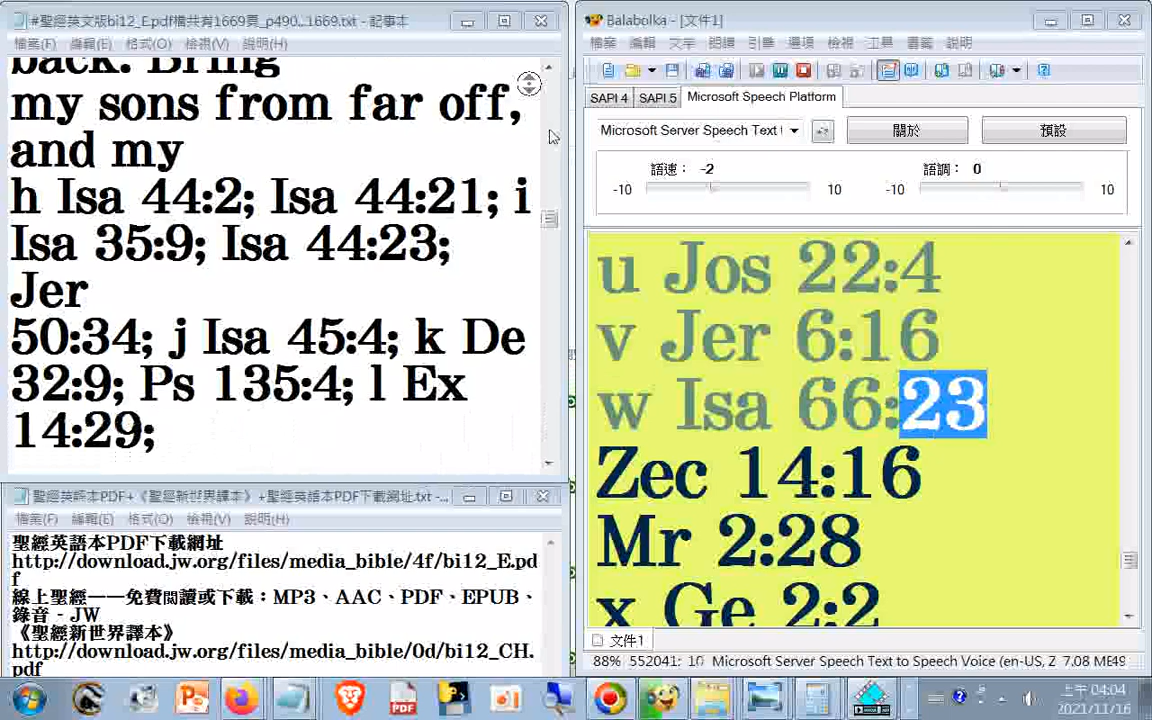 #聖經英文版bi12_E.pdf檔共有1669頁_p490...1669.txt - 記事本
檔案(F) 編輯(E) 格式(O) 檢視(V) 說明(H)
back. Bring
my sons from far off,
and my
h Isa 44:2; Isa 44:21; i
Isa 35:9; Isa 44:23;
Jer
50:34; j Isa 45:4; k De
32:9; Ps 135:4; l Ex
14:29;
聖經英語本PDF+《聖經新世界譯本》+聖經英語本PDF下載網址.txt -...
檔案(F) 編輯(E) 格式(O) 檢視(V) 說明(H)
聖經英語本PDF下載網址
http://download.jw.org/files/media_bible/4f/bi12_E.pd
f
線上聖經——免費閱讀或下載：MP3、AAC、PDF、EPUB、
錄音 - JW
《聖經新世界譯本》
http://download.jw.org/files/media_bible/0d/bi12_CH.
pdf
Balabolka - [文件1]
檔案 編輯 文字 朗讀 引擎 選項 檢視 工具 書籤 說明
SAPI 4 SAPI 5 Microsoft Speech Platform
Microsoft Server Speech Text
關於 預設
語速： -2 語調： 0
-10 10 -10 10
u Jos 22:4
v Jer 6:16
w Isa 66:23
Zec 14:16
Mr 2:28
x Ge 2:2
文件1
88% 552041: 10 Microsoft Server Speech Text to Speech Voice (en-US, Z 7.08 ME49
上午 04:04
2021/11/16